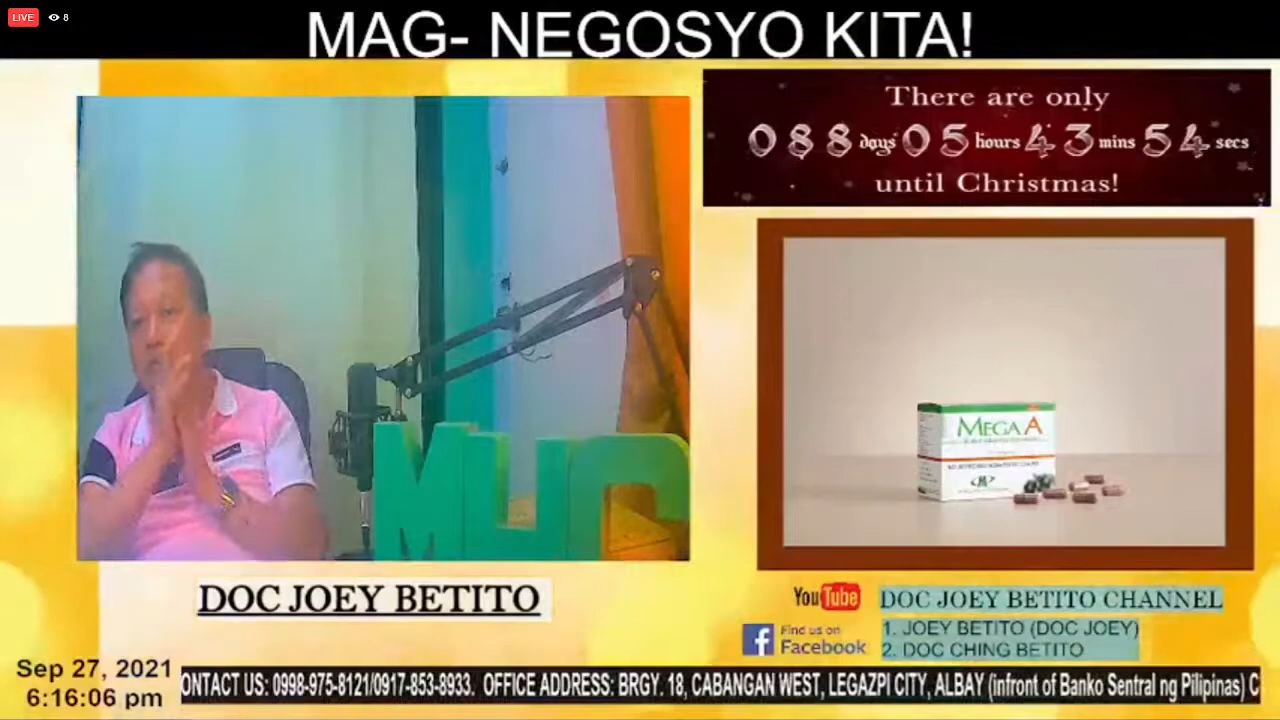 LIVE 8
MAG- NEGOSYO KITA!
There are only
088 days 05 hours 43 mins 54 secs
until Christmas!
MEGA A
DOC JOEY BETITO
YouTube DOC JOEY BETITO CHANNEL
Find us on
Facebook
1. JOEY BETITO (DOC JOEY)
2. DOC CHING BETITO
Sep 27, 2021
6:16:06 pm
ONTACT US: 0998-975-8121/0917-853-8933. OFFICE ADDRESS: BRGY. 18, CABANGAN WEST, LEGAZPI CITY, ALBAY (infront of Banko Sentral ng Pilipinas) C